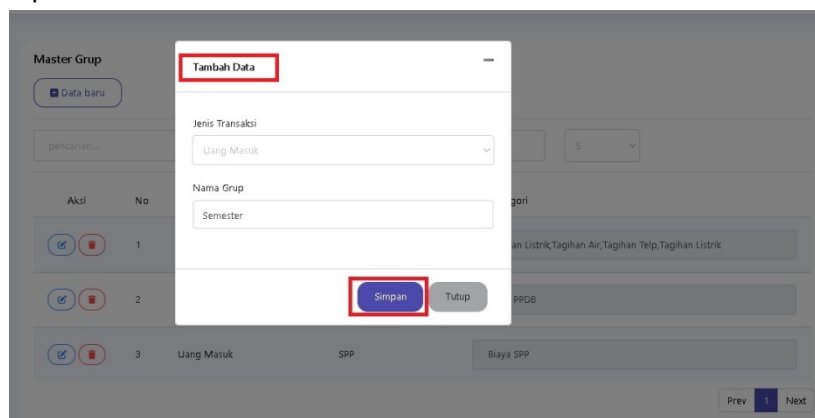 Master Grup
Data baru
pencarian...
5
Aksi
No
gori
1
an Listrik,Tagihan Air,Tagihan Telp,Tagihan Listrik
2
PPDB
3
Uang Masuk
SPP
Biaya SPP
Prev 1 Next
Tambah Data
Jenis Transaksi
Uang Masuk
Nama Grup
Semester
Simpan
Tutup